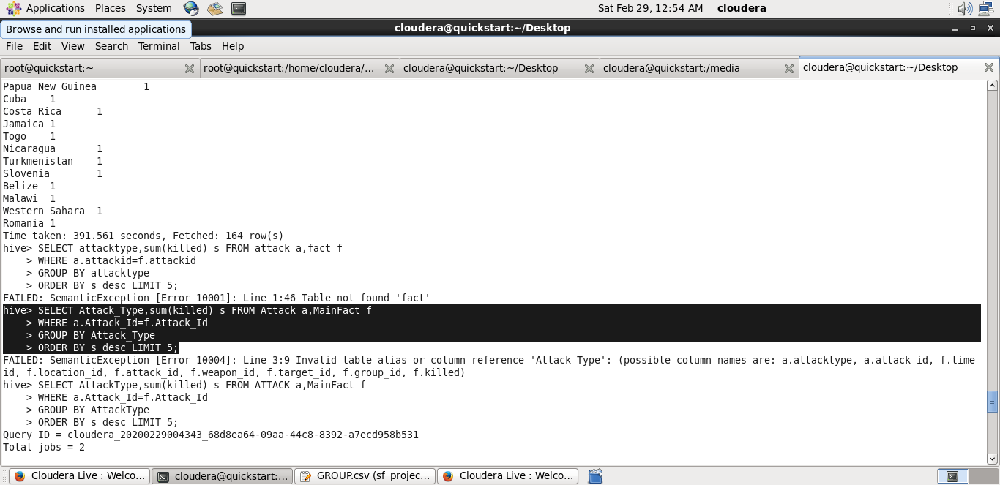 Applications Places System Sat Feb 29, 12:54 AM cloudera
Browse and run installed applications
cloudera@quickstart:~/Desktop
File Edit View Search Terminal Tabs Help
root@quickstart:~ root@quickstart:/home/cloudera/... cloudera@quickstart:~/Desktop cloudera@quickstart:/media cloudera@quickstart:~/Desktop
Papua New Guinea 1
Cuba 1
Costa Rica 1
Jamaica 1
Togo 1
Nicaragua 1
Turkmenistan 1
Slovenia 1
Belize 1
Malawi 1
Western Sahara 1
Romania 1
Time taken: 391.561 seconds, Fetched: 164 row(s)
hive> SELECT attacktype,sum(killed) s FROM attack a,fact f
> WHERE a.attackid=f.attackid
> GROUP BY attacktype
> ORDER BY s desc LIMIT 5;
FAILED: SemanticException [Error 10001]: Line 1:46 Table not found 'fact'
hive> SELECT Attack_Type,sum(killed) s FROM Attack a,MainFact f
> WHERE a.Attack_Id=f.Attack_Id
> GROUP BY Attack_Type
> ORDER BY s desc LIMIT 5;
FAILED: SemanticException [Error 10004]: Line 3:9 Invalid table alias or column reference 'Attack_Type': (possible column names are: a.attacktype, a.attack_id, f.time_
id, f.location_id, f.attack_id, f.weapon_id, f.target_id, f.group_id, f.killed)
hive> SELECT AttackType,sum(killed) s FROM ATTACK a,MainFact f
> WHERE a.Attack_Id=f.Attack_Id
> GROUP BY AttackType
> ORDER BY s desc LIMIT 5;
Query ID = cloudera_20200229004343_68d8ea64-09aa-44c8-8392-a7ecd958b531
Total jobs = 2
Cloudera Live : Welco... cloudera@quickstart:... GROUP.csv (sf_projec... Cloudera Live : Welco...